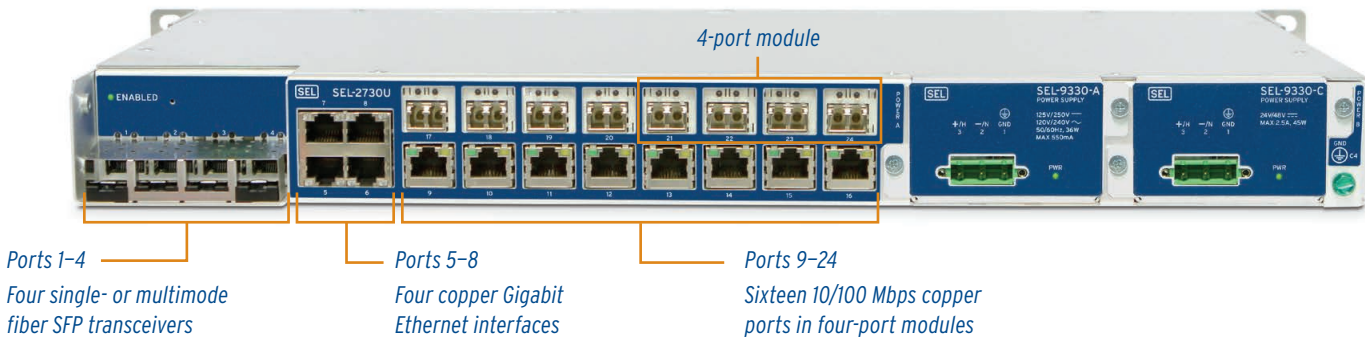 4-port module
ENABLED
1 2 3 4
SEL SEL-2730U
7 8
5 6
17 18 19 20 21 22 23 24
9 10 11 12 13 14 15 16
POWER A
SEL SEL-9330-A
POWER SUPPLY
125V/250V
120V/240V
50/60Hz, 36W
MAX 550mA
+/H −/N GND
3 2 1
PWR
SEL SEL-9330-C
POWER SUPPLY
24V/48V
MAX 2.5A, 45W
+/H −/N GND
3 2 1
PWR
POWER B
GND
C4
Ports 1–4
Four single- or multimode
fiber SFP transceivers
Ports 5–8
Four copper Gigabit
Ethernet interfaces
Ports 9–24
Sixteen 10/100 Mbps copper
ports in four-port modules